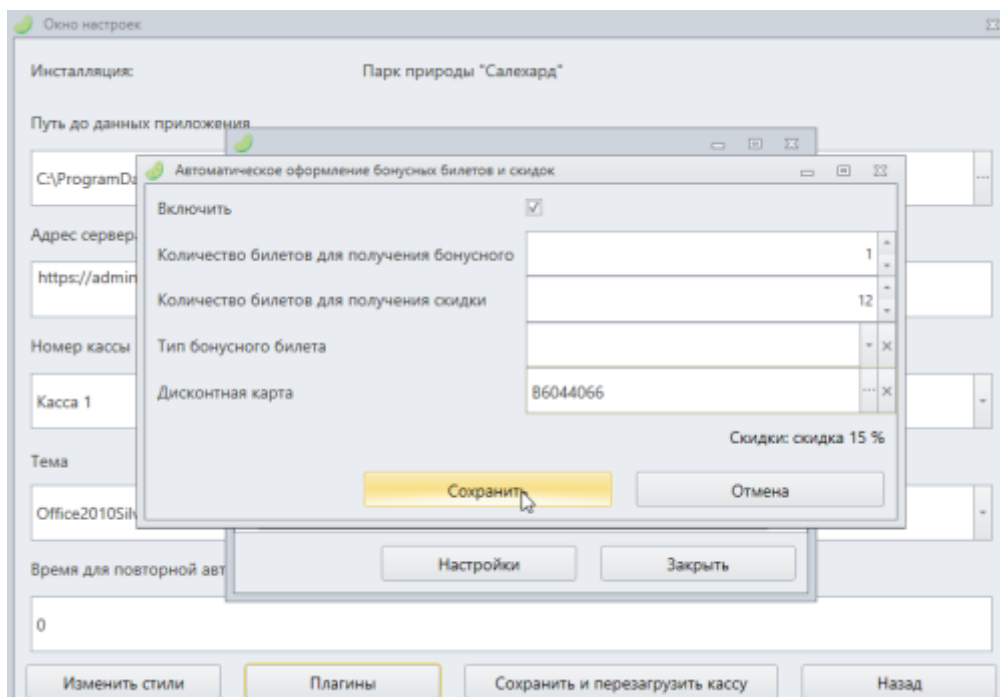 Окно настроек
Инсталляция: Парк природы "Салехард"
Путь до данных приложения
C:\ProgramDa
Автоматическое оформление бонусных билетов и скидок
Включить
Адрес сервера
https://admin
Количество билетов для получения бонусного 1
Количество билетов для получения скидки 12
Номер кассы
Тип бонусного билета
Касса 1
Дисконтная карта B6044066
Скидки: скидка 15 %
Тема
Сохранить Отмена
Office2010Silv
Настройки Закрыть
Время для повторной авт
0
Изменить стили Плагины Сохранить и перезагрузить кассу Назад